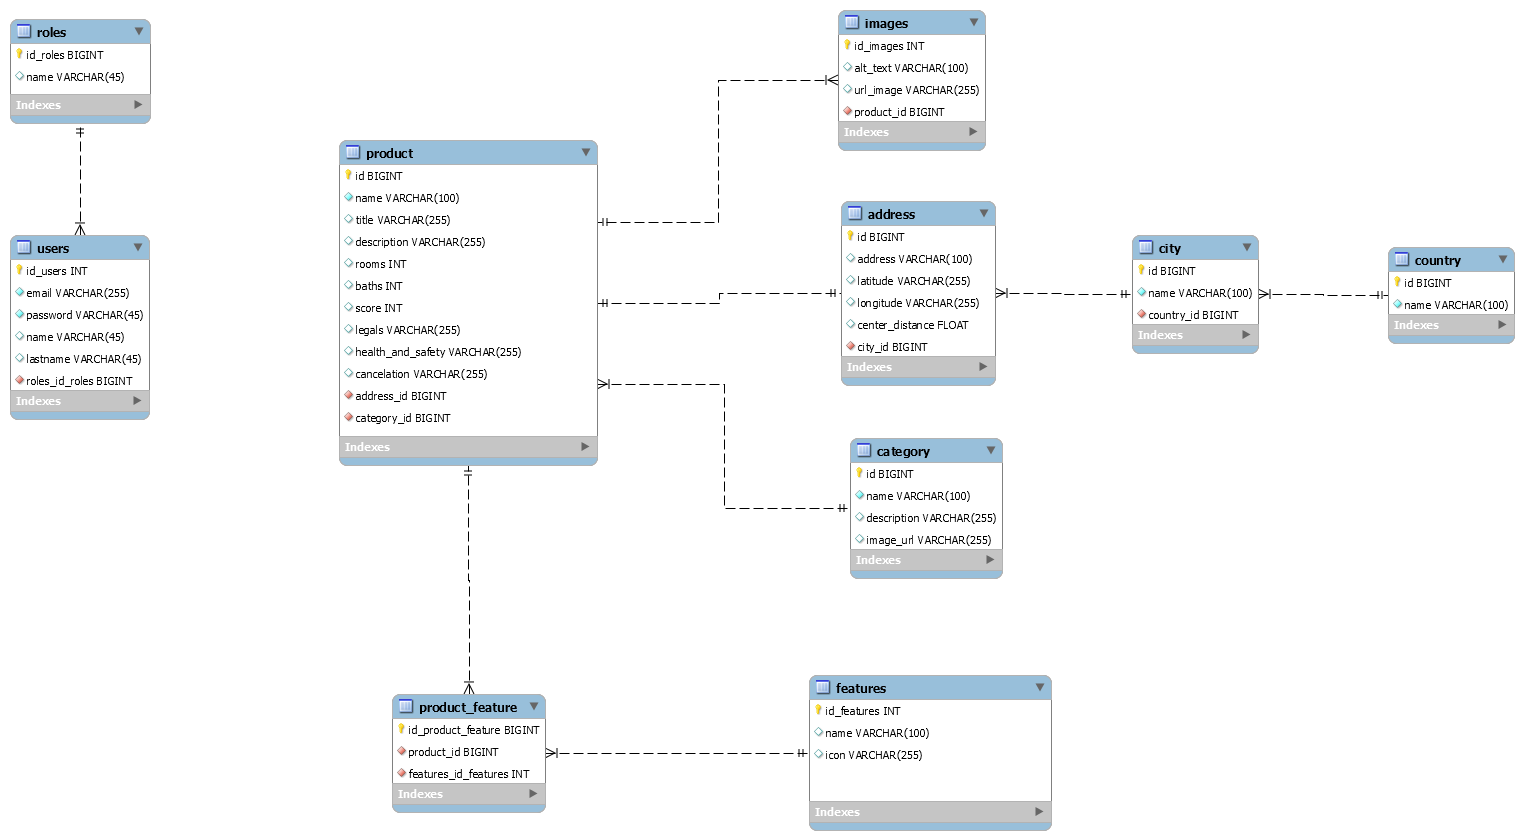 roles
id_roles BIGINT
name VARCHAR(45)
Indexes
users
id_users INT
email VARCHAR(255)
password VARCHAR(45)
name VARCHAR(45)
lastname VARCHAR(45)
roles_id_roles BIGINT
Indexes
product
id BIGINT
name VARCHAR(100)
title VARCHAR(255)
description VARCHAR(255)
rooms INT
baths INT
score INT
legals VARCHAR(255)
health_and_safety VARCHAR(255)
cancelation VARCHAR(255)
address_id BIGINT
category_id BIGINT
Indexes
images
id_images INT
alt_text VARCHAR(100)
url_image VARCHAR(255)
product_id BIGINT
Indexes
address
id BIGINT
address VARCHAR(100)
latitude VARCHAR(255)
longitude VARCHAR(255)
center_distance FLOAT
city_id BIGINT
Indexes
city
id BIGINT
name VARCHAR(100)
country_id BIGINT
Indexes
country
id BIGINT
name VARCHAR(100)
Indexes
category
id BIGINT
name VARCHAR(100)
description VARCHAR(255)
image_url VARCHAR(255)
Indexes
product_feature
id_product_feature BIGINT
product_id BIGINT
features_id_features INT
Indexes
features
id_features INT
name VARCHAR(100)
icon VARCHAR(255)
Indexes